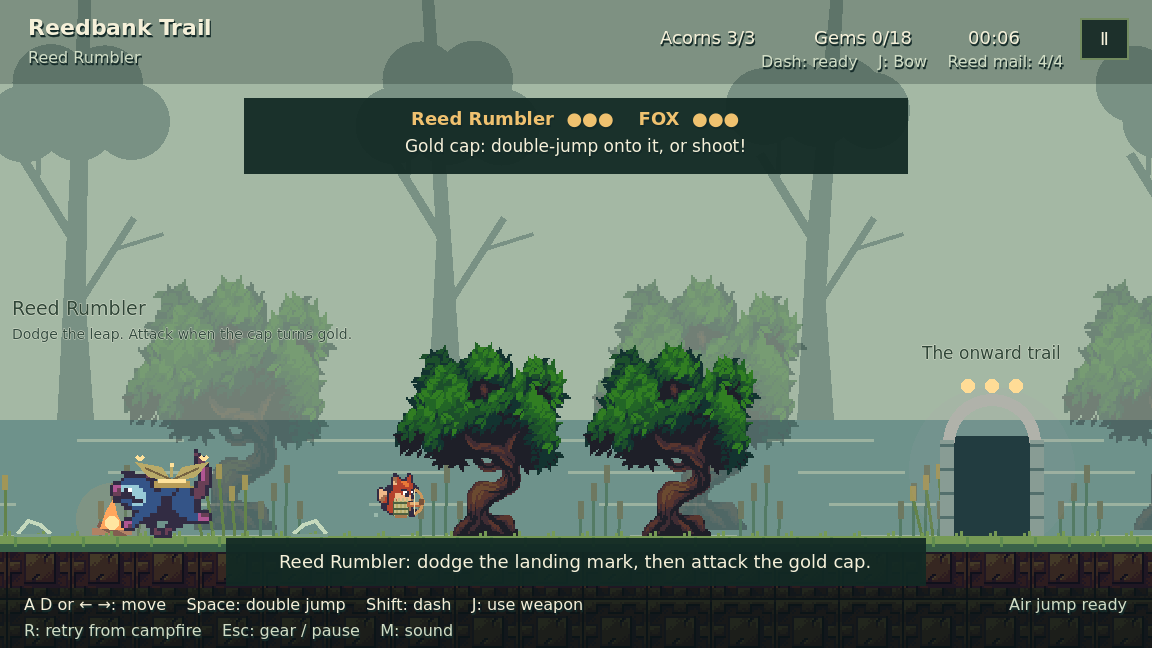 Reedbank Trail
Reed Rumbler
Acorns 3/3 Gems 0/18 00:06
Dash: ready J: Bow Reed mail: 4/4
Reed Rumbler ●●● FOX ●●●
Gold cap: double-jump onto it, or shoot!
Reed Rumbler
Dodge the leap. Attack when the cap turns gold.
The onward trail
Reed Rumbler: dodge the landing mark, then attack the gold cap.
A D or ← →: move Space: double jump Shift: dash J: use weapon
Air jump ready
R: retry from campfire Esc: gear / pause M: sound